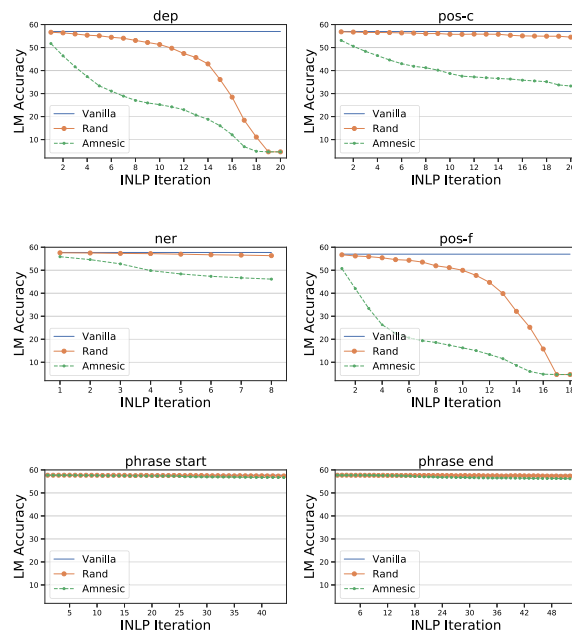 dep
LM Accuracy
60
50
40
30
20
10
Vanilla
Rand
Amnesic
2 4 6 8 10 12 14 16 18 20
INLP Iteration
pos-c
LM Accuracy
60
50
40
30
20
10
Vanilla
Rand
Amnesic
2 4 6 8 10 12 14 16 18 20
INLP Iteration
ner
LM Accuracy
60
50
40
30
20
10
Vanilla
Rand
Amnesic
1 2 3 4 5 6 7 8
INLP Iteration
pos-f
LM Accuracy
60
50
40
30
20
10
Vanilla
Rand
Amnesic
2 4 6 8 10 12 14 16 18
INLP Iteration
phrase start
LM Accuracy
60
50
40
30
20
10
Vanilla
Rand
Amnesic
5 10 15 20 25 30 35 40
INLP Iteration
phrase end
LM Accuracy
60
50
40
30
20
10
Vanilla
Rand
Amnesic
6 12 18 24 30 36 42 48
INLP Iteration